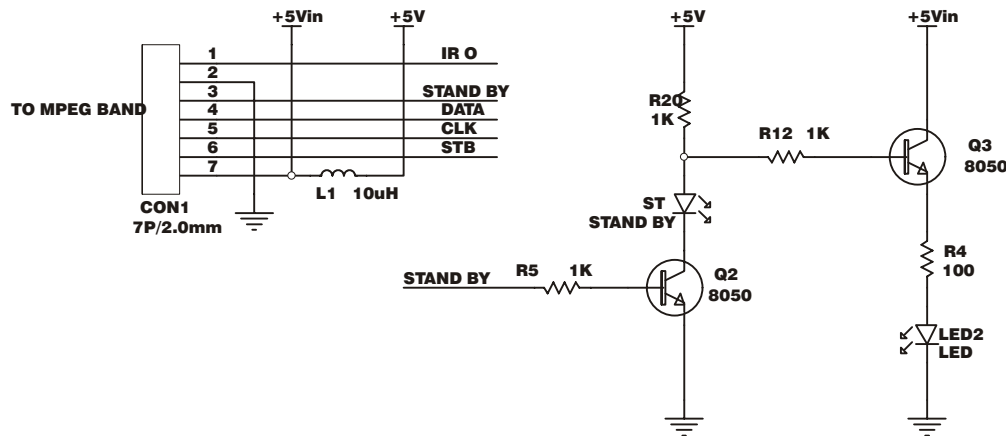 +5Vin
+5V
1
IR O
2
3
STAND BY
TO MPEG BAND
4
DATA
5
CLK
6
STB
7
L1 10uH
CON1
7P/2.0mm
+5V
+5Vin
R20
1K
R12 1K
Q3
8050
ST
STAND BY
R4
100
STAND BY
R5 1K
Q2
8050
LED2
LED